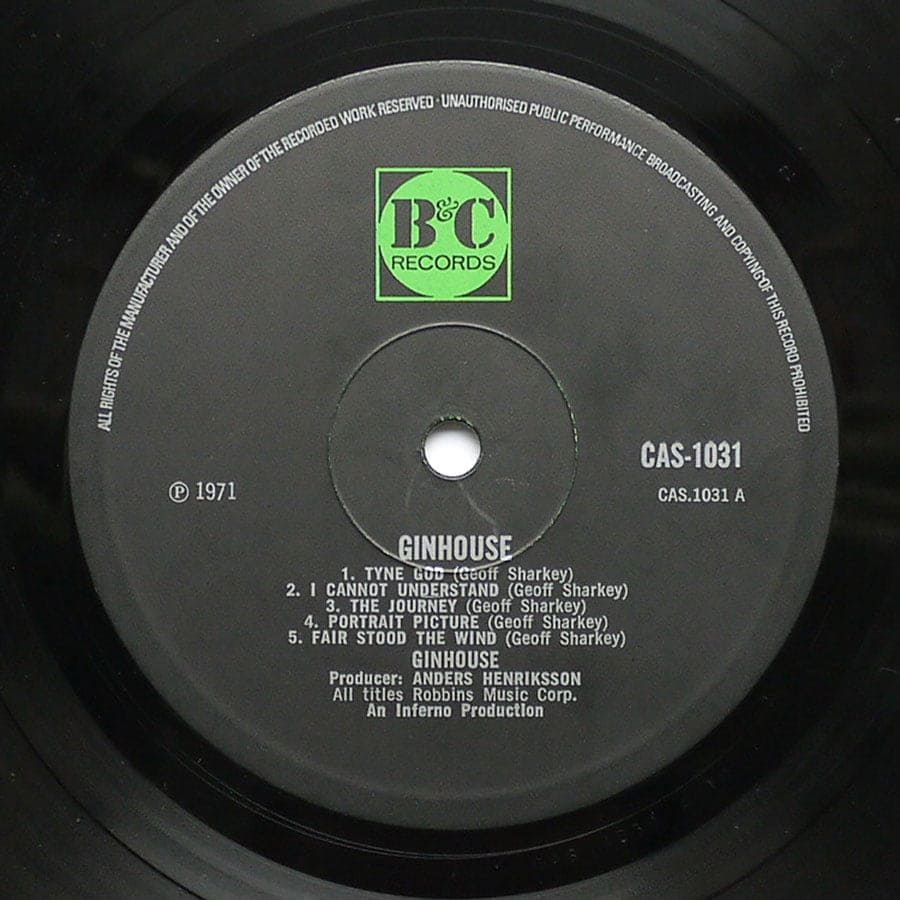 ALL RIGHTS OF THE MANUFACTURER AND OF THE OWNER OF THE RECORDED WORK RESERVED · UNAUTHORISED PUBLIC PERFORMANCE BROADCASTING AND COPYING OF THIS RECORD PROHIBITED
B&C
RECORDS
CAS-1031
Ⓟ 1971
CAS.1031 A
GINHOUSE
1. TYNE GOD (Geoff Sharkey)
2. I CANNOT UNDERSTAND (Geoff Sharkey)
3. THE JOURNEY (Geoff Sharkey)
4. PORTRAIT PICTURE (Geoff Sharkey)
5. FAIR STOOD THE WIND (Geoff Sharkey)
GINHOUSE
Producer: ANDERS HENRIKSSON
All titles Robbins Music Corp.
An Inferno Production